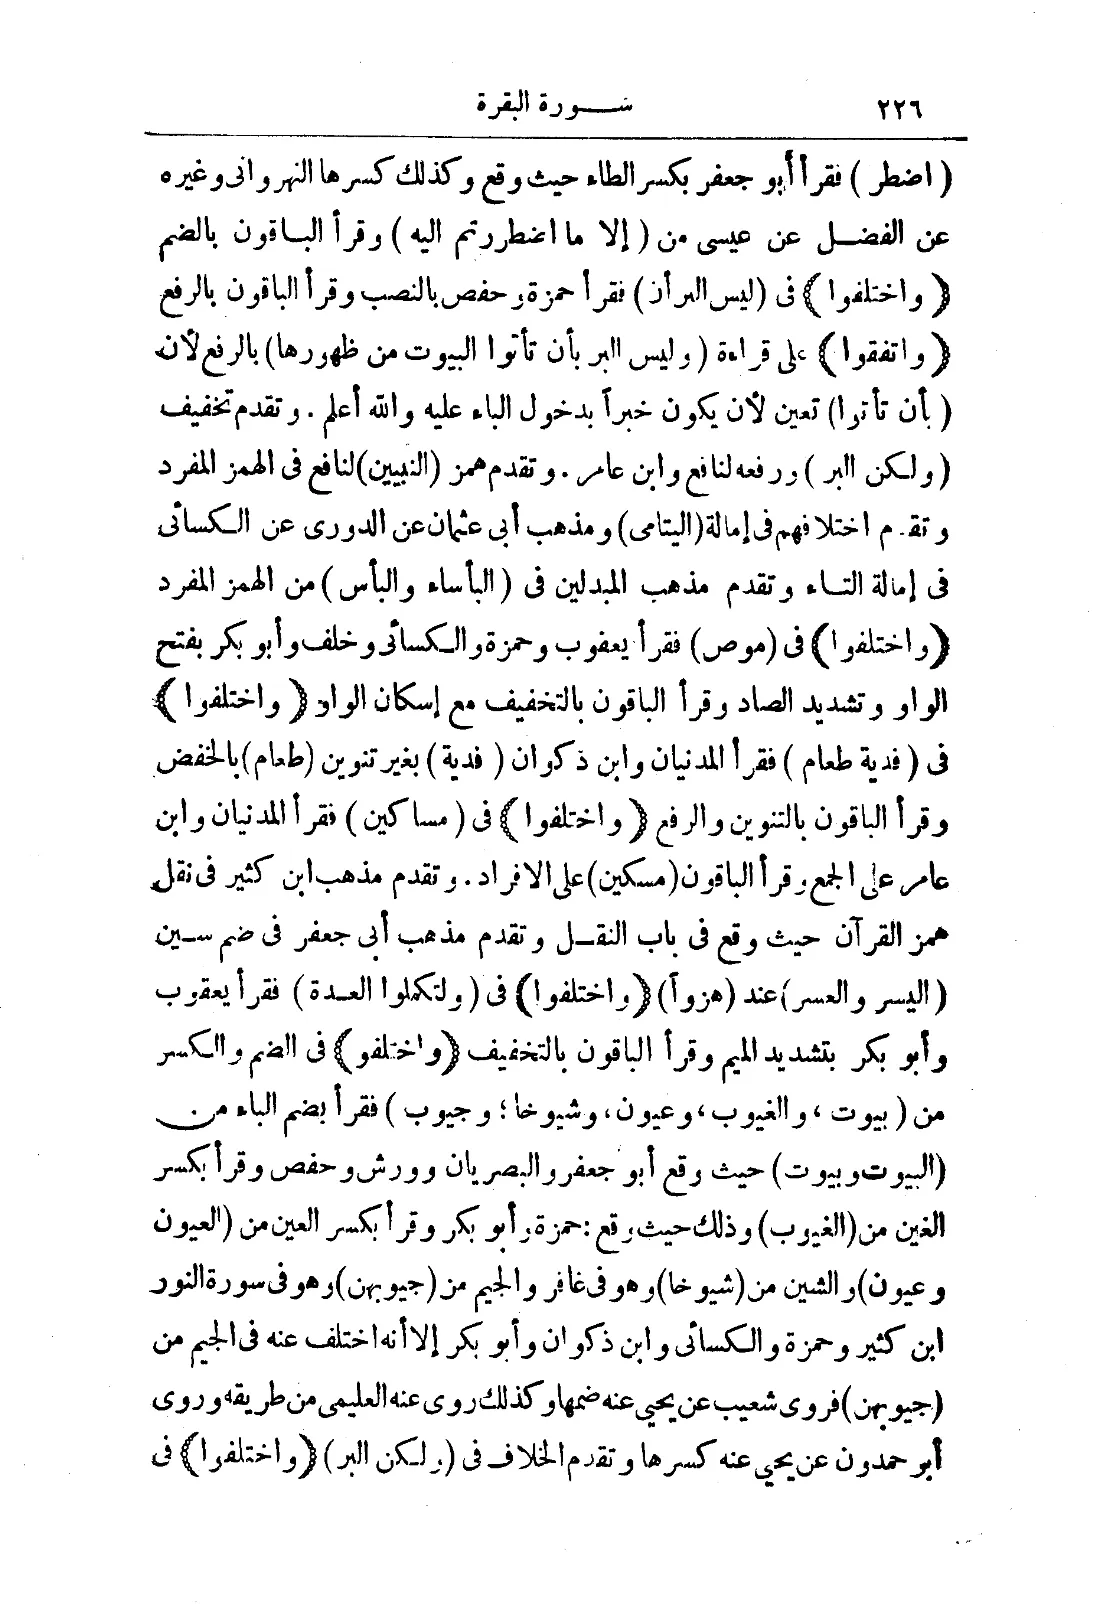 ٢٢٦ ســورة البقرة
( اضطر ) فقرأ أبو جعفر بكسر الطاء حيث وقع وكذلك كسرها النهروانى وغيره
عن الفضـل عن عيسى من ( إلا ما اضطررتم اليه ) وقرأ البـاقون بالضم
﴿ واختلفوا ﴾ فى (ليس البر أن ) فقرأ حمزة وحفص بالنصب وقرأ الباقون بالرفع
﴿ واتفقوا ﴾ على قراءة ( وليس البر بأن تأتوا البيوت من ظهورها) بالرفع لأن
( بأن تأتوا) تعين لأن يكون خبراً بدخول الباء عليه والله أعلم . وتقدم تخفيف
(ولكن البر ) ورفعه لنافع وابن عامر . وتقدم همز (النبيين) لنافع فى الهمز المفرد
وتقدم اختلافهم فى إمالة (اليتامى) ومذهب أبى عثمان عن الدورى عن الكسائى
فى إمالة التـاء وتقدم مذهب المبدلين فى ( البأساء والبأس ) من الهمز المفرد
﴿واختلفوا﴾ فى (موص) فقرأ يعقوب وحمزة والكسائى وخلف وأبو بكر بفتح
الواو وتشديد الصاد وقرأ الباقون بالتخفيف مع إسكان الواو ﴿ واختلفوا ﴾
فى ( فدية طعام ) فقرأ المدنيان وابن ذكوان ( فدية ) بغير تنوين (طعام) بالخفض
وقرأ الباقون بالتنوين والرفع ﴿ واختلفوا ﴾ فى ( مساكين ) فقرأ المدنيان وابن
عامر على الجمع وقرأ الباقون (مسكين) على الافراد . وتقدم مذهب ابن كثير فى نقل
همز القرآن حيث وقع فى باب النقـل وتقدم مذهب أبى جعفر فى ضم سـين
( اليسر والعسر) عند (هزواً) ﴿واختلفوا﴾ فى ( ولتكملوا العـدة ) فقرأ يعقوب
وأبو بكر بتشديد الميم وقرأ الباقون بالتخفيف ﴿واختلفو﴾ فى الضم والكسر
من ( بيوت ، والغيوب ، وعيون ، وشيوخا ؛ وجيوب ) فقرأ بضم الباء من
(البيوت وبيوت) حيث وقع أبو جعفر والبصريان وورش وحفص وقرأ بكسر
الغين من (الغيوب) وذلك حيث وقع : حمزة وأبو بكر وقرأ بكسر العين من (العيون
وعيون) والشين من (شيوخا) وهو فى غافر والجيم من (جيوبهن) وهو فى سورة النور
ابن كثير وحمزة والكسائى وابن ذكوان وأبو بكر إلا أنه اختلف عنه فى الجيم من
(جيوبهن) فروى شعيب عن يحيى عنه ضمها وكذلك روى عنه العليمى من طريقه وروى
أبو حمدون عن يحيى عنه كسرها وتقدم الخلاف فى (ولكن البر) ﴿واختلفوا﴾ فى